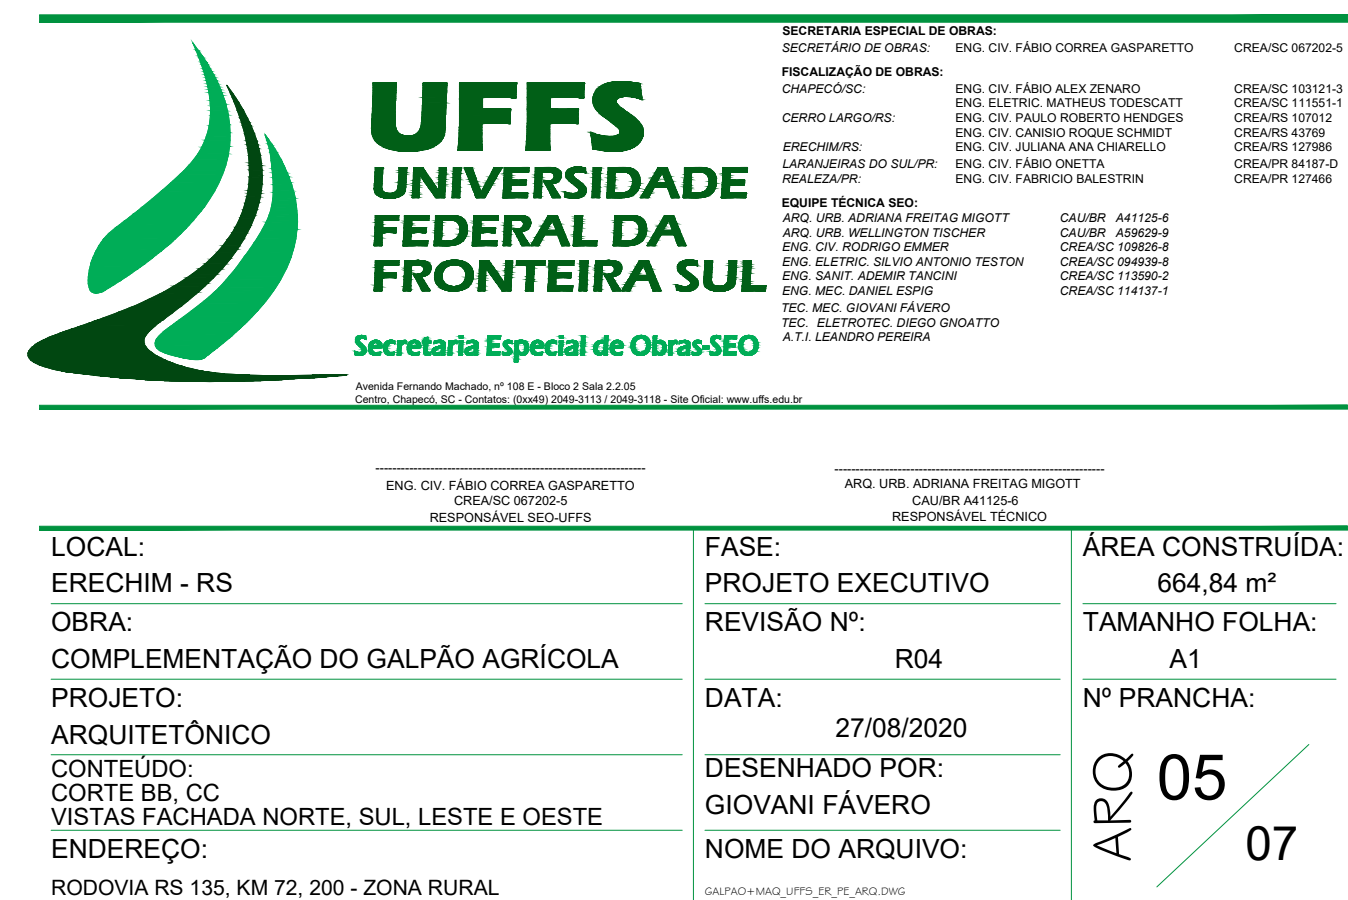 SECRETARIA ESPECIAL DE OBRAS:
SECRETÁRIO DE OBRAS: ENG. CIV. FÁBIO CORREA GASPARETTO CREA/SC 067202-5
FISCALIZAÇÃO DE OBRAS:
CHAPECÓ/SC: ENG. CIV. FÁBIO ALEX ZENARO CREA/SC 103121-3
ENG. ELETRIC. MATHEUS TODESCATT CREA/SC 111551-1
CERRO LARGO/RS: ENG. CIV. PAULO ROBERTO HENDGES CREA/RS 107012
ENG. CIV. CANISIO ROQUE SCHMIDT CREA/RS 43769
ERECHIM/RS: ENG. CIV. JULIANA ANA CHIARELLO CREA/RS 127986
LARANJEIRAS DO SUL/PR: ENG. CIV. FÁBIO ONETTA CREA/PR 84187-D
REALEZA/PR: ENG. CIV. FABRICIO BALESTRIN CREA/PR 127466
EQUIPE TÉCNICA SEO:
ARQ. URB. ADRIANA FREITAG MIGOTT CAU/BR A41125-6
ARQ. URB. WELLINGTON TISCHER CAU/BR A59629-9
ENG. CIV. RODRIGO EMMER CREA/SC 109826-8
ENG. ELETRIC. SILVIO ANTONIO TESTON CREA/SC 094939-8
ENG. SANIT. ADEMIR TANCINI CREA/SC 113590-2
ENG. MEC. DANIEL ESPIG CREA/SC 114137-1
TEC. MEC. GIOVANI FÁVERO
TEC. ELETROTEC. DIEGO GNOATTO
A.T.I. LEANDRO PEREIRA
UFFS
UNIVERSIDADE
FEDERAL DA
FRONTEIRA SUL
Secretaria Especial de Obras-SEO
Avenida Fernando Machado, nº 108 E - Bloco 2 Sala 2.2.05
Centro, Chapecó, SC - Contatos: (0xx49) 2049-3113 / 2049-3118 - Site Oficial: www.uffs.edu.br
ENG. CIV. FÁBIO CORREA GASPARETTO
CREA/SC 067202-5
RESPONSÁVEL SEO-UFFS
ARQ. URB. ADRIANA FREITAG MIGOTT
CAU/BR A41125-6
RESPONSÁVEL TÉCNICO
LOCAL:
ERECHIM - RS
OBRA:
COMPLEMENTAÇÃO DO GALPÃO AGRÍCOLA
PROJETO:
ARQUITETÔNICO
CONTEÚDO:
CORTE BB, CC
VISTAS FACHADA NORTE, SUL, LESTE E OESTE
ENDEREÇO:
RODOVIA RS 135, KM 72, 200 - ZONA RURAL
FASE:
PROJETO EXECUTIVO
REVISÃO Nº:
R04
DATA:
27/08/2020
DESENHADO POR:
GIOVANI FÁVERO
NOME DO ARQUIVO:
GALPAO+MAQ_UFFS_ER_PE_ARQ.DWG
ÁREA CONSTRUÍDA:
664,84 m²
TAMANHO FOLHA:
A1
Nº PRANCHA:
ARQ
05
07